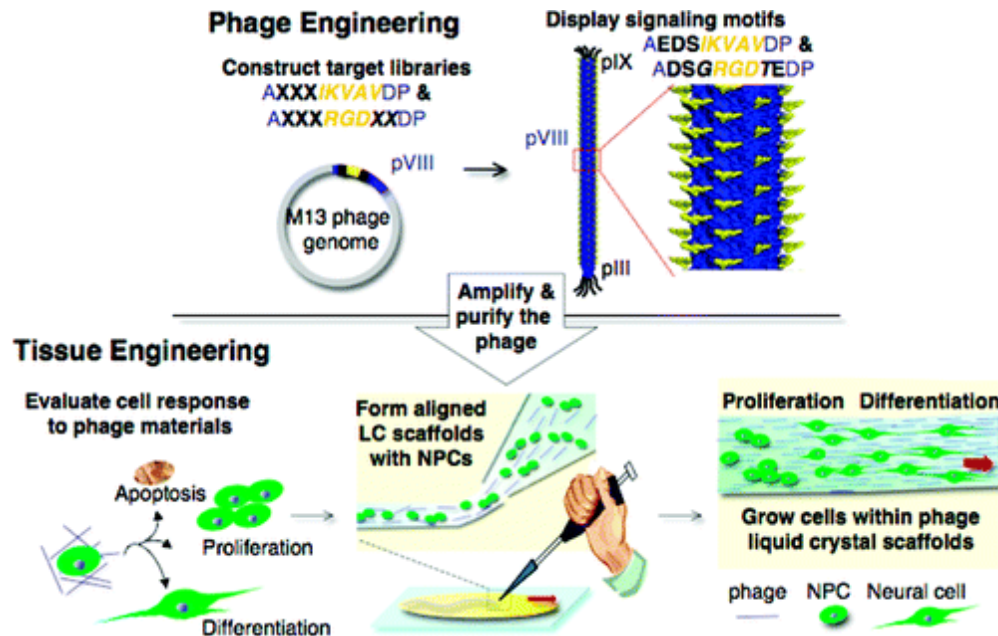 Phage Engineering
Construct target libraries
AXXXIKVAVDP &
AXXXRGDXXDP
pVIII
M13 phage
genome
Display signaling motifs
AEDSIKVAVDP &
ADSGRGDTEDP
pIX
pVIII
pIII
Amplify &
purify the
phage
Tissue Engineering
Evaluate cell response
to phage materials
Apoptosis
Proliferation
Differentiation
Form aligned
LC scaffolds
with NPCs
Proliferation Differentiation
Grow cells within phage
liquid crystal scaffolds
phage NPC Neural cell